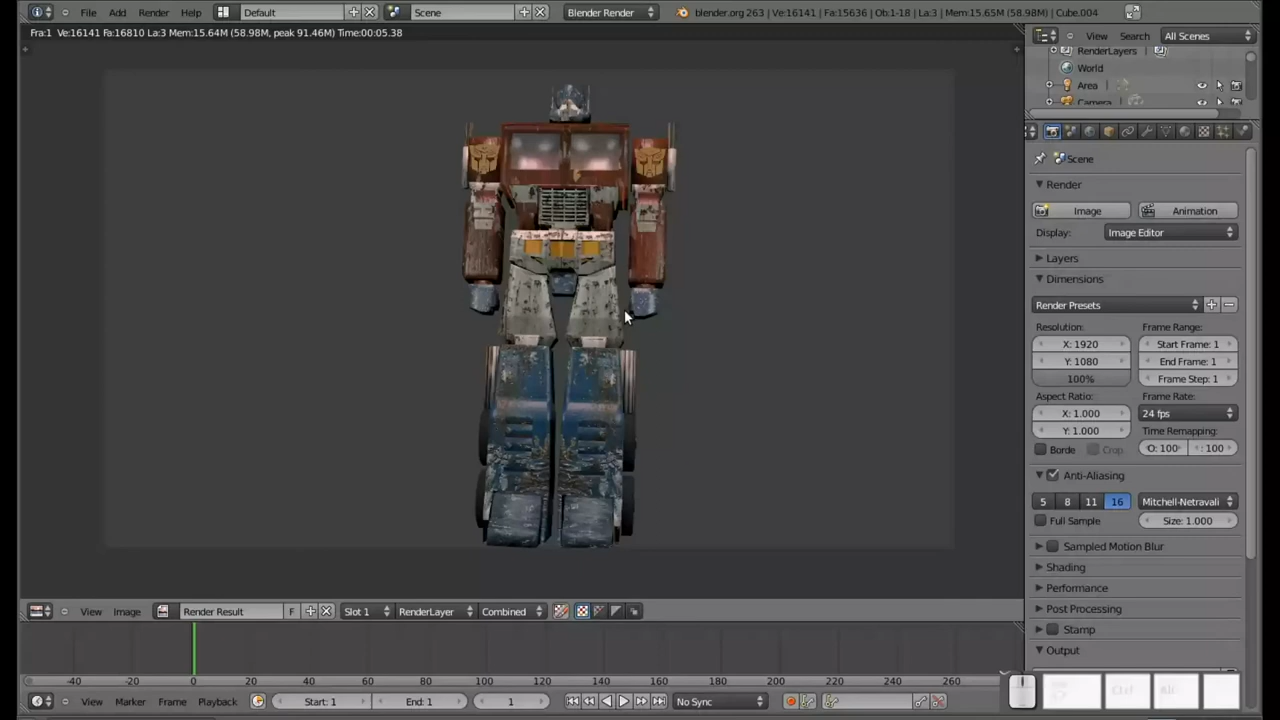 File Add Render Help Default Scene Blender Render blender.org 263 | Ve:16141 | Fa:15636 | Ob:1-18 | La:3 | Mem:15.65M (58.98M) | Cube.004
Fra:1 Ve:16141 Fa:16810 La:3 Mem:15.64M (58.98M, peak 91.46M) Time:00:05.38
View Search All Scenes
RenderLayers
World
Area
Camera
Scene
Render
Image Animation
Display: Image Editor
Layers
Dimensions
Render Presets
Resolution: Frame Range:
X: 1920 Start Frame: 1
Y: 1080 End Frame: 1
100% Frame Step: 1
Aspect Ratio: Frame Rate:
X: 1.000 24 fps
Y: 1.000 Time Remapping:
Borde Crop O: 100 : 100
Anti-Aliasing
5 8 11 16 Mitchell-Netravali
Full Sample Size: 1.000
Sampled Motion Blur
Shading
Performance
Post Processing
Stamp
Output
View Image Render Result F Slot 1 RenderLayer Combined
-40 -20 0 20 40 60 80 100 120 140 160 180 200 220 240 260
View Marker Frame Playback Start: 1 End: 1 1 No Sync
Ctrl